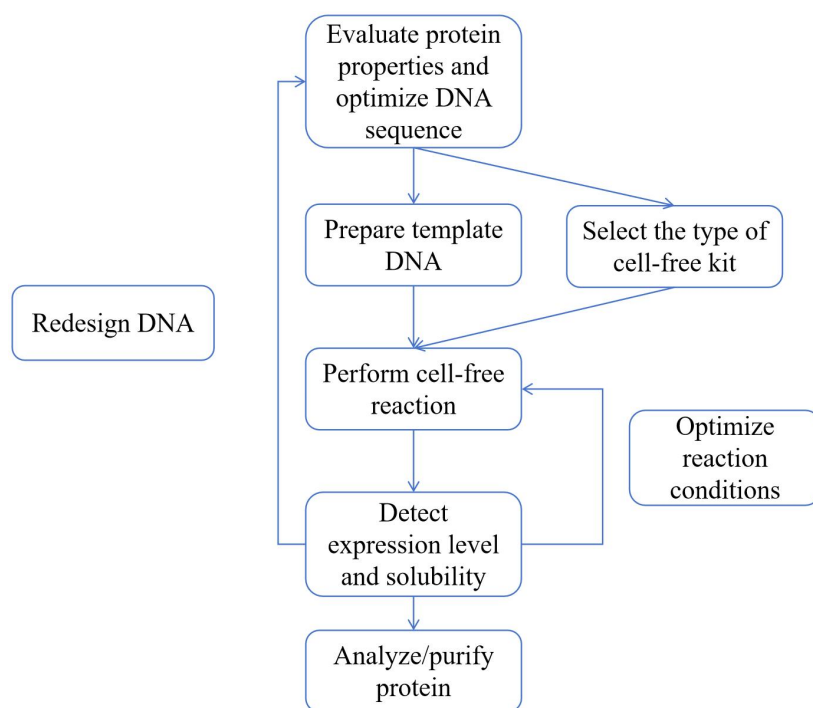 Evaluate protein
properties and
optimize DNA
sequence
Prepare template
DNA
Select the type of
cell-free kit
Redesign DNA
Perform cell-free
reaction
Optimize
reaction
conditions
Detect
expression level
and solubility
Analyze/purify
protein